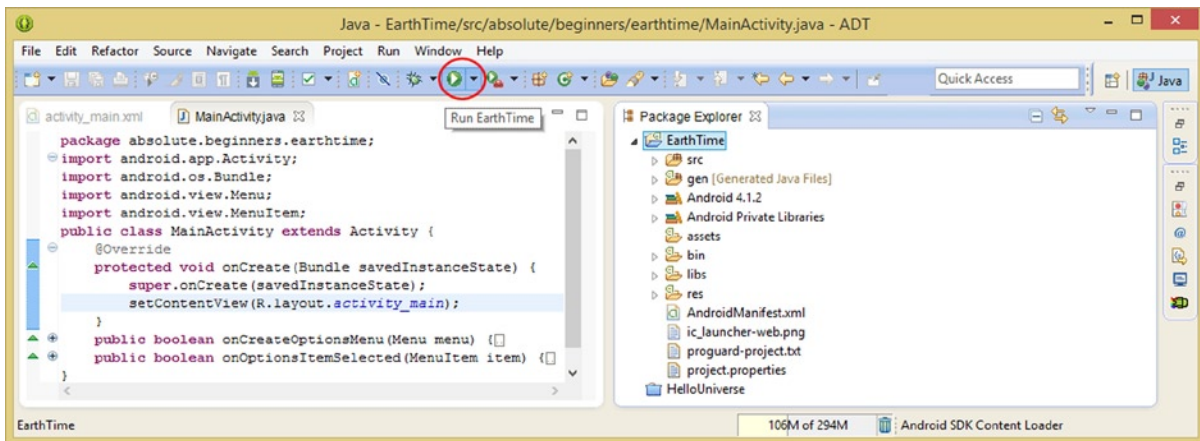 Java - EarthTime/src/absolute/beginners/earthtime/MainActivity.java - ADT
File Edit Refactor Source Navigate Search Project Run Window Help
Quick Access
Java
activity_main.xml
MainActivity.java
Run EarthTime
package absolute.beginners.earthtime;
import android.app.Activity;
import android.os.Bundle;
import android.view.Menu;
import android.view.MenuItem;
public class MainActivity extends Activity {
@Override
protected void onCreate(Bundle savedInstanceState) {
super.onCreate(savedInstanceState);
setContentView(R.layout.activity_main);
}
public boolean onCreateOptionsMenu(Menu menu) {
public boolean onOptionsItemSelected(MenuItem item) {
}
Package Explorer
EarthTime
src
gen [Generated Java Files]
Android 4.1.2
Android Private Libraries
assets
bin
libs
res
AndroidManifest.xml
ic_launcher-web.png
proguard-project.txt
project.properties
HelloUniverse
EarthTime
106M of 294M
Android SDK Content Loader